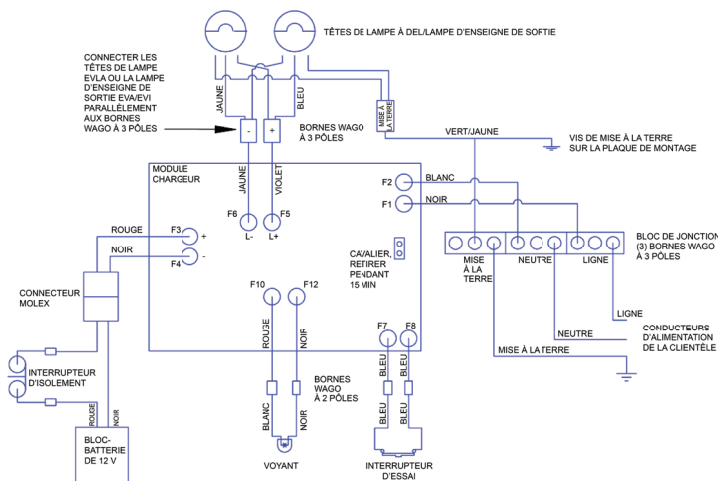 TÊTES DE LAMPE À DEL/LAMPE D'ENSEIGNE DE SOFTIE
CONNECTER LES
TÊTES DE LAMPE
EVLA OU LA LAMPE
D'ENSEIGNE DE
SORTIE EVA/EVI
PARALLÈLEMENT
AUX BORNES
WAGO À 3 PÔLES
JAUNE
BLEU
-
+
BORNES WAGO
À 3 PÔLES
MISE À
LA TERRE
VERT/JAUNE
VIS DE MISE À LA TERRE
SUR LA PLAQUE DE MONTAGE
MODULE
CHARGEUR
JAUNE
VIOLET
F2
BLANC
F1
NOIR
F6
F5
L-
L+
ROUGE
F3
+
NOIR
F4
-
CAVALIER,
RETIRER
PENDANT
15 MIN
BLOC DE JONCTION
(3) BORNES WAGO
À 3 PÔLES
MISE
À LA
TERRE
NEUTRE
LIGNE
CONNECTEUR
MOLEX
F10
F12
ROUGE
NOIR
F7
F8
BLEU
BLEU
LIGNE
NEUTRE
CONDUCTEURS
D'ALIMENTATION
DE LA CLIENTÈLE
MISE À LA TERRE
INTERRUPTEUR
D'ISOLEMENT
BORNES
WAGO
À 2 PÔLES
ROUGE
NOIR
BLANC
NOIR
BLEU
BLEU
BLOC-
BATTERIE
DE 12 V
VOYANT
INTERRUPTEUR
D'ESSAI